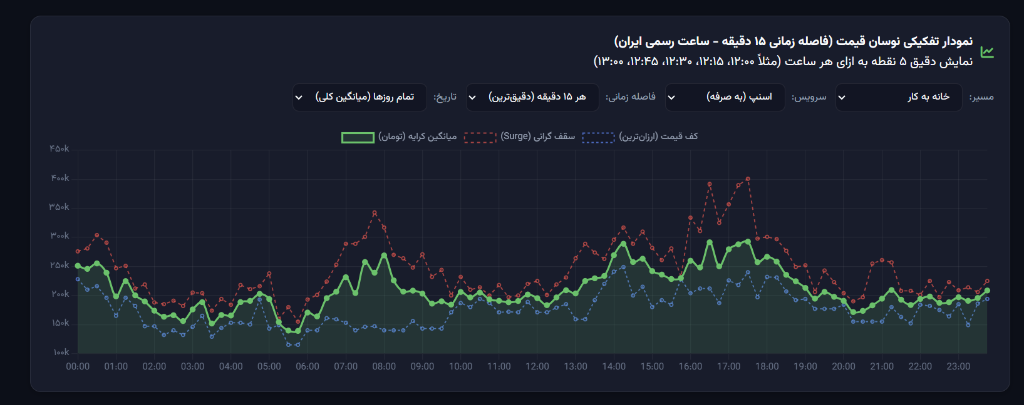 نمودار تفکیکی نوسان قیمت (فاصله زمانی ۱۵ دقیقه - ساعت رسمی ایران)
نمایش دقیق ۵ نقطه به ازای هر ساعت (مثلاً ۱۲:۰۰، ۱۲:۱۵، ۱۲:۳۰، ۱۲:۴۵، ۱۳:۰۰)
مسیر: خانه به کار سرویس: اسنپ (به صرفه) فاصله زمانی: هر ۱۵ دقیقه (دقیق‌ترین) تاریخ: تمام روزها (میانگین کلی)
کف قیمت (ارزان‌ترین) سقف گرانی (Surge) میانگین کرایه (تومان)
۴۵۰k
۴۰۰k
۳۵۰k
۳۰۰k
۲۵۰k
۲۰۰k
۱۵۰k
۱۰۰k
00:00 01:00 02:00 03:00 04:00 05:00 06:00 07:00 08:00 09:00 10:00 11:00 12:00 13:00 14:00 15:00 16:00 17:00 18:00 19:00 20:00 21:00 22:00 23:00